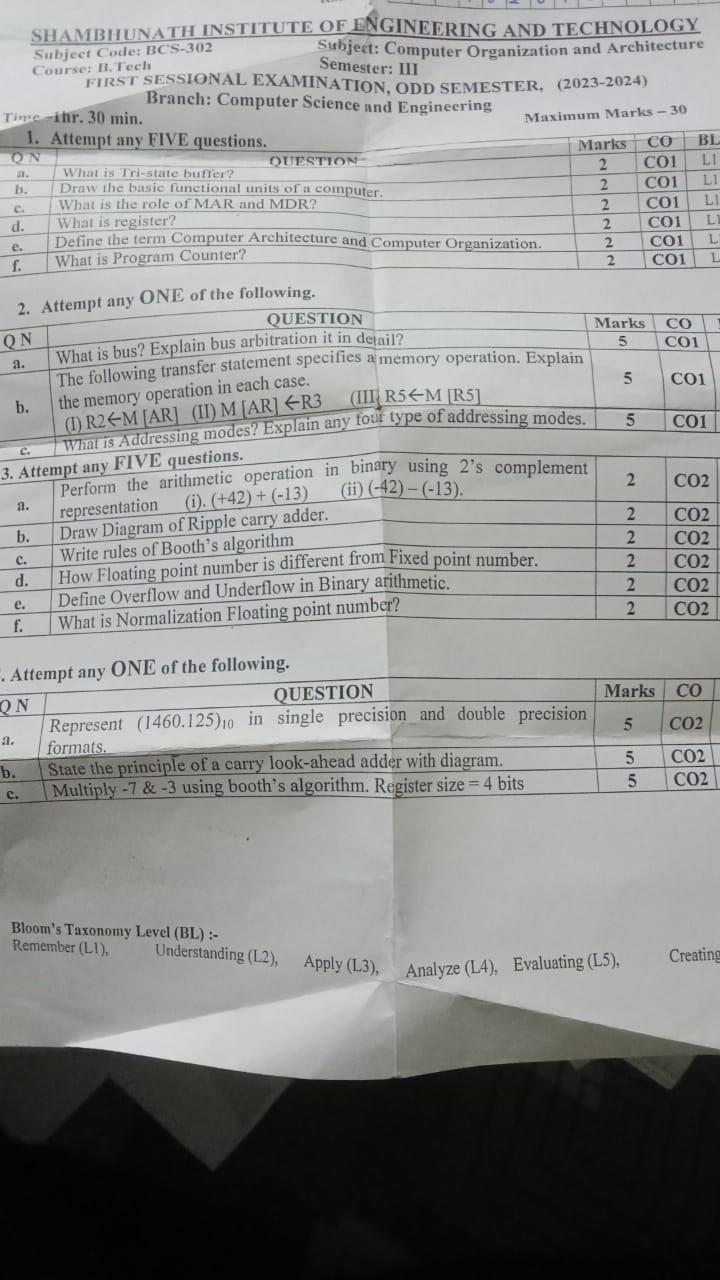 SHAMBHUNATH INSTITUTE OF ENGINEERING AND TECHNOLOGY
Subject Code: BCS-302 Subject: Computer Organization and Architecture
Course: B.Tech Semester: III
FIRST SESSIONAL EXAMINATION, ODD SEMESTER, (2023-2024)
Branch: Computer Science and Engineering
Time –1hr. 30 min. Maximum Marks – 30
1. Attempt any FIVE questions.
Q N QUESTION Marks CO BL
a. What is Tri-state buffer? 2 CO1 L1
b. Draw the basic functional units of a computer. 2 CO1 L1
c. What is the role of MAR and MDR? 2 CO1 L1
d. What is register? 2 CO1 L1
e. Define the term Computer Architecture and Computer Organization. 2 CO1 L
f. What is Program Counter? 2 CO1 L
2. Attempt any ONE of the following.
Q N QUESTION Marks CO
a. What is bus? Explain bus arbitration it in detail? 5 CO1
b. The following transfer statement specifies a memory operation. Explain
the memory operation in each case. 5 CO1
(I) R2←M [AR] (II) M [AR] ←R3 (III) R5←M [R5]
c. What is Addressing modes? Explain any four type of addressing modes. 5 CO1
3. Attempt any FIVE questions.
a. Perform the arithmetic operation in binary using 2's complement 2 CO2
representation (i). (+42) + (-13) (ii) (-42) – (-13).
b. Draw Diagram of Ripple carry adder. 2 CO2
c. Write rules of Booth's algorithm 2 CO2
d. How Floating point number is different from Fixed point number. 2 CO2
e. Define Overflow and Underflow in Binary arithmetic. 2 CO2
f. What is Normalization Floating point number? 2 CO2
. Attempt any ONE of the following.
Q N QUESTION Marks CO
a. Represent (1460.125)10 in single precision and double precision 5 CO2
formats.
b. State the principle of a carry look-ahead adder with diagram. 5 CO2
c. Multiply -7 & -3 using booth's algorithm. Register size = 4 bits 5 CO2
Bloom's Taxonomy Level (BL) :-
Remember (L1), Understanding (L2), Apply (L3), Analyze (L4), Evaluating (L5), Creating